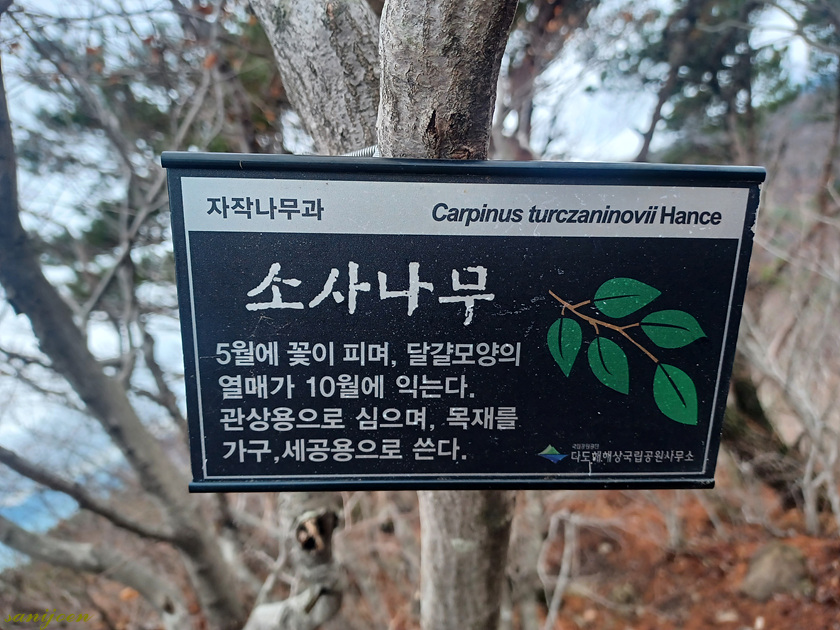 자작나무과
Carpinus turczaninovii Hance
소사나무
5월에 꽃이 피며, 달걀모양의
열매가 10월에 익는다.
관상용으로 심으며, 목재를
가구,세공용으로 쓴다.
국립공원공단
다도해해상국립공원사무소